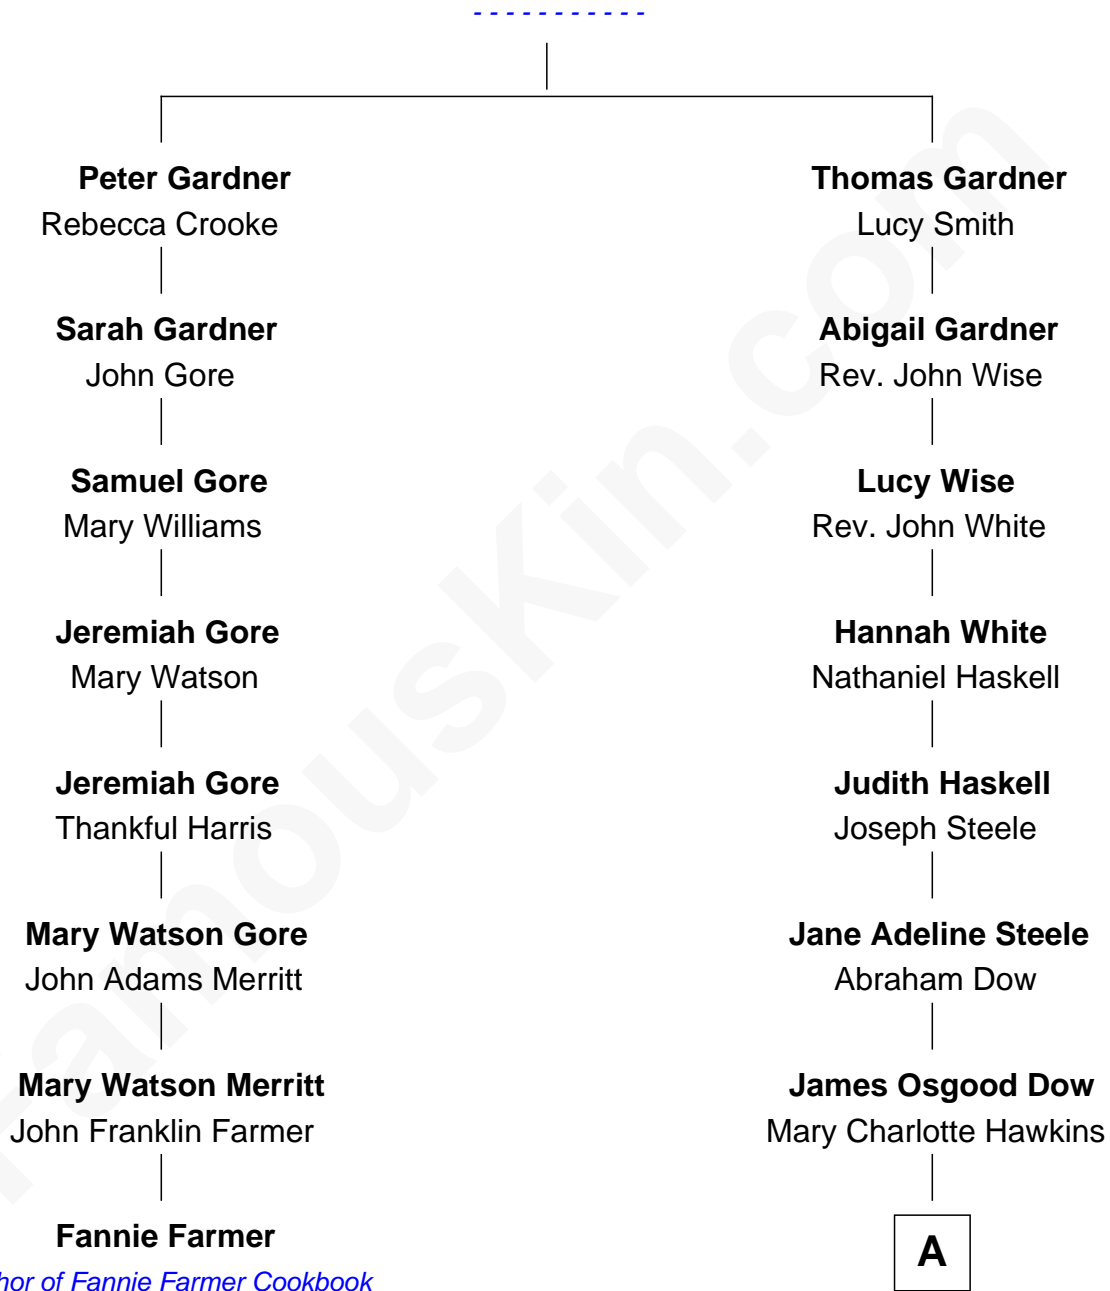 - - - - - - - - - - -
Peter Gardner
Rebecca Crooke
Thomas Gardner
Lucy Smith
Sarah Gardner
John Gore
Abigail Gardner
Rev. John Wise
Samuel Gore
Mary Williams
Lucy Wise
Rev. John White
Jeremiah Gore
Mary Watson
Hannah White
Nathaniel Haskell
Jeremiah Gore
Thankful Harris
Judith Haskell
Joseph Steele
Mary Watson Gore
John Adams Merritt
Jane Adeline Steele
Abraham Dow
Mary Watson Merritt
John Franklin Farmer
James Osgood Dow
Mary Charlotte Hawkins
Fannie Farmer
hor of Fannie Farmer Cookbook
A
FamousKin.com